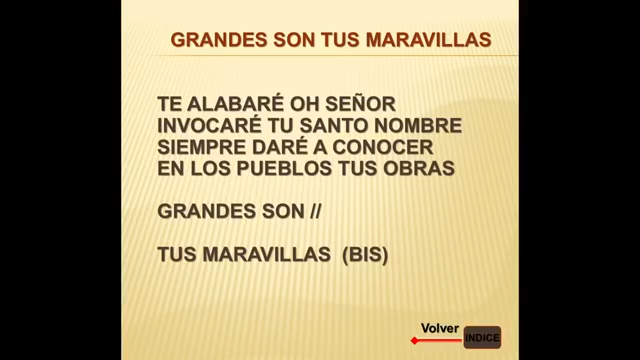 GRANDES SON TUS MARAVILLAS
TE ALABARÉ OH SEÑOR
INVOCARÉ TU SANTO NOMBRE
SIEMPRE DARÉ A CONOCER
EN LOS PUEBLOS TUS OBRAS
GRANDES SON //
TUS MARAVILLAS (BIS)
Volver
INDICE